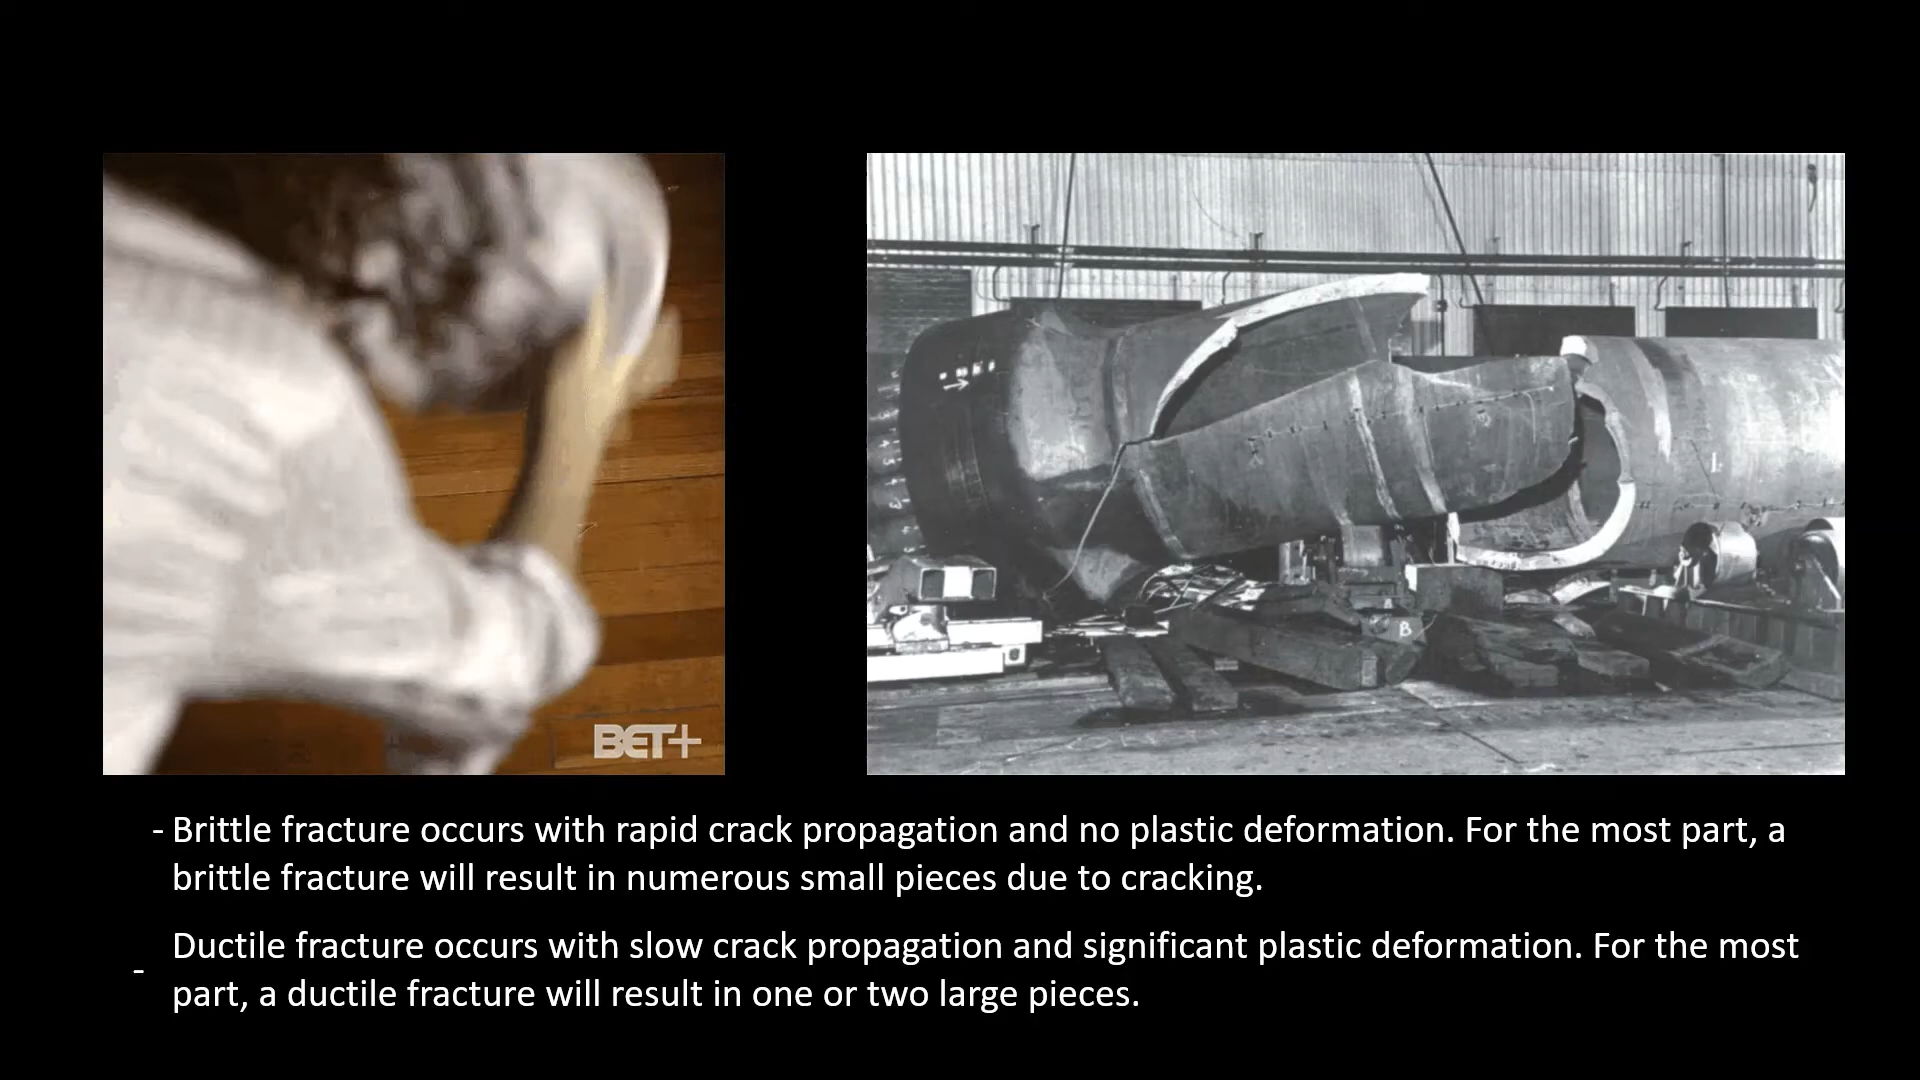 BET+
B
- Brittle fracture occurs with rapid crack propagation and no plastic deformation. For the most part, a
brittle fracture will result in numerous small pieces due to cracking.
- Ductile fracture occurs with slow crack propagation and significant plastic deformation. For the most
part, a ductile fracture will result in one or two large pieces.